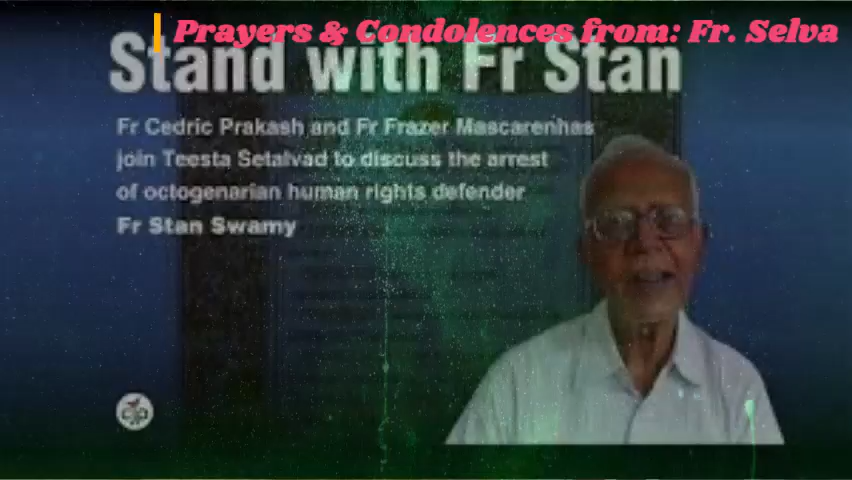 Prayers & Condolences from: Fr. Selva
Stand with Fr Stan
Fr Cedric Prakash and Fr Frazer Mascarenhas
join Teesta Setalvad to discuss the arrest
of octogenarian human rights defender
Fr Stan Swamy